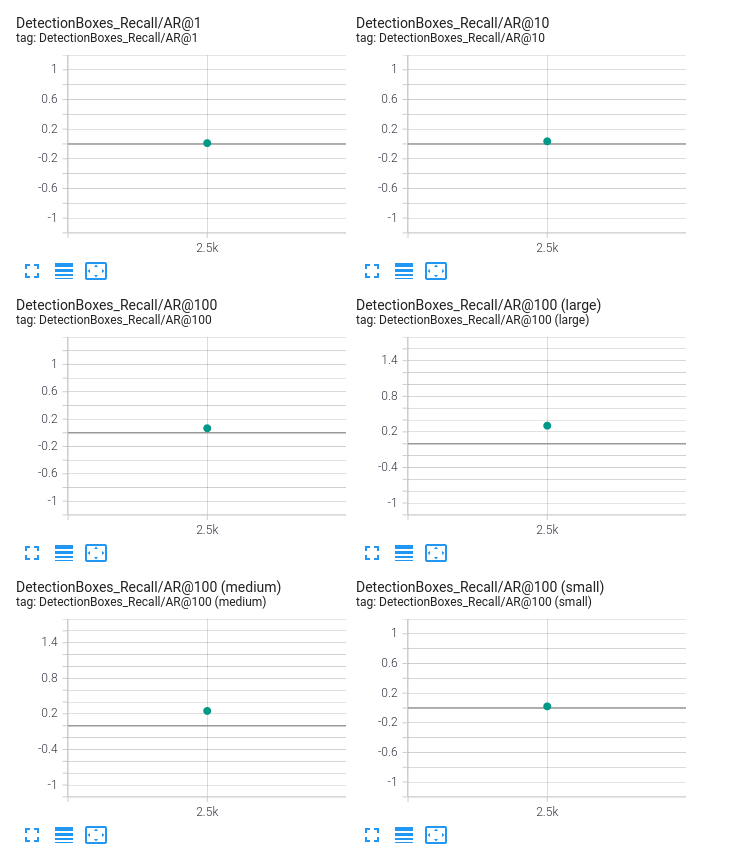 DetectionBoxes_Recall/AR@1
tag: DetectionBoxes_Recall/AR@1
1
0.6
0.2
-0.2
-0.6
-1
2.5k
DetectionBoxes_Recall/AR@10
tag: DetectionBoxes_Recall/AR@10
1
0.6
0.2
-0.2
-0.6
-1
2.5k
DetectionBoxes_Recall/AR@100
tag: DetectionBoxes_Recall/AR@100
1
0.6
0.2
-0.2
-0.6
-1
2.5k
DetectionBoxes_Recall/AR@100 (large)
tag: DetectionBoxes_Recall/AR@100 (large)
1.4
0.8
0.2
-0.4
-1
2.5k
DetectionBoxes_Recall/AR@100 (medium)
tag: DetectionBoxes_Recall/AR@100 (medium)
1.4
0.8
0.2
-0.4
-1
2.5k
DetectionBoxes_Recall/AR@100 (small)
tag: DetectionBoxes_Recall/AR@100 (small)
1
0.6
0.2
-0.2
-0.6
-1
2.5k